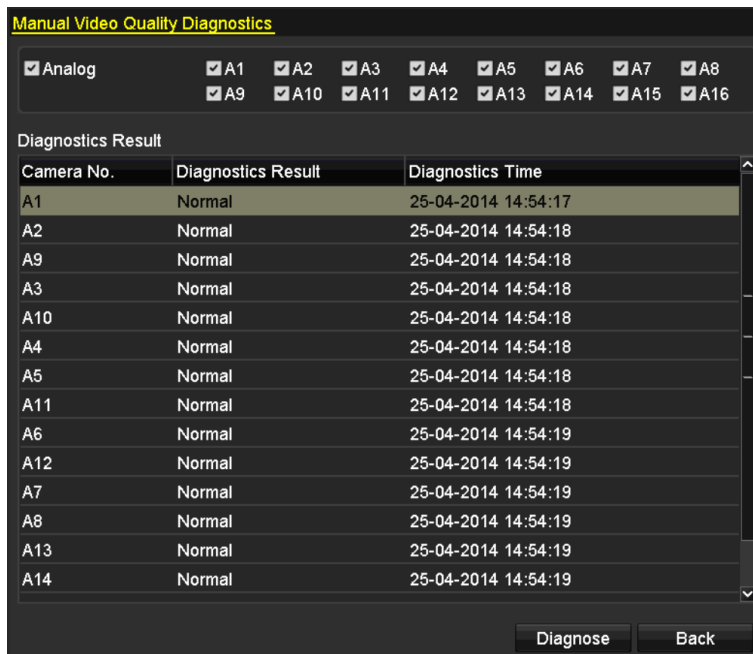 Manual Video Quality Diagnostics
Analog A1 A2 A3 A4 A5 A6 A7 A8
A9 A10 A11 A12 A13 A14 A15 A16
Diagnostics Result
Camera No. Diagnostics Result Diagnostics Time
A1 Normal 25-04-2014 14:54:17
A2 Normal 25-04-2014 14:54:18
A9 Normal 25-04-2014 14:54:18
A3 Normal 25-04-2014 14:54:18
A10 Normal 25-04-2014 14:54:18
A4 Normal 25-04-2014 14:54:18
A5 Normal 25-04-2014 14:54:18
A11 Normal 25-04-2014 14:54:18
A6 Normal 25-04-2014 14:54:19
A12 Normal 25-04-2014 14:54:19
A7 Normal 25-04-2014 14:54:19
A8 Normal 25-04-2014 14:54:19
A13 Normal 25-04-2014 14:54:19
A14 Normal 25-04-2014 14:54:19
Diagnose Back